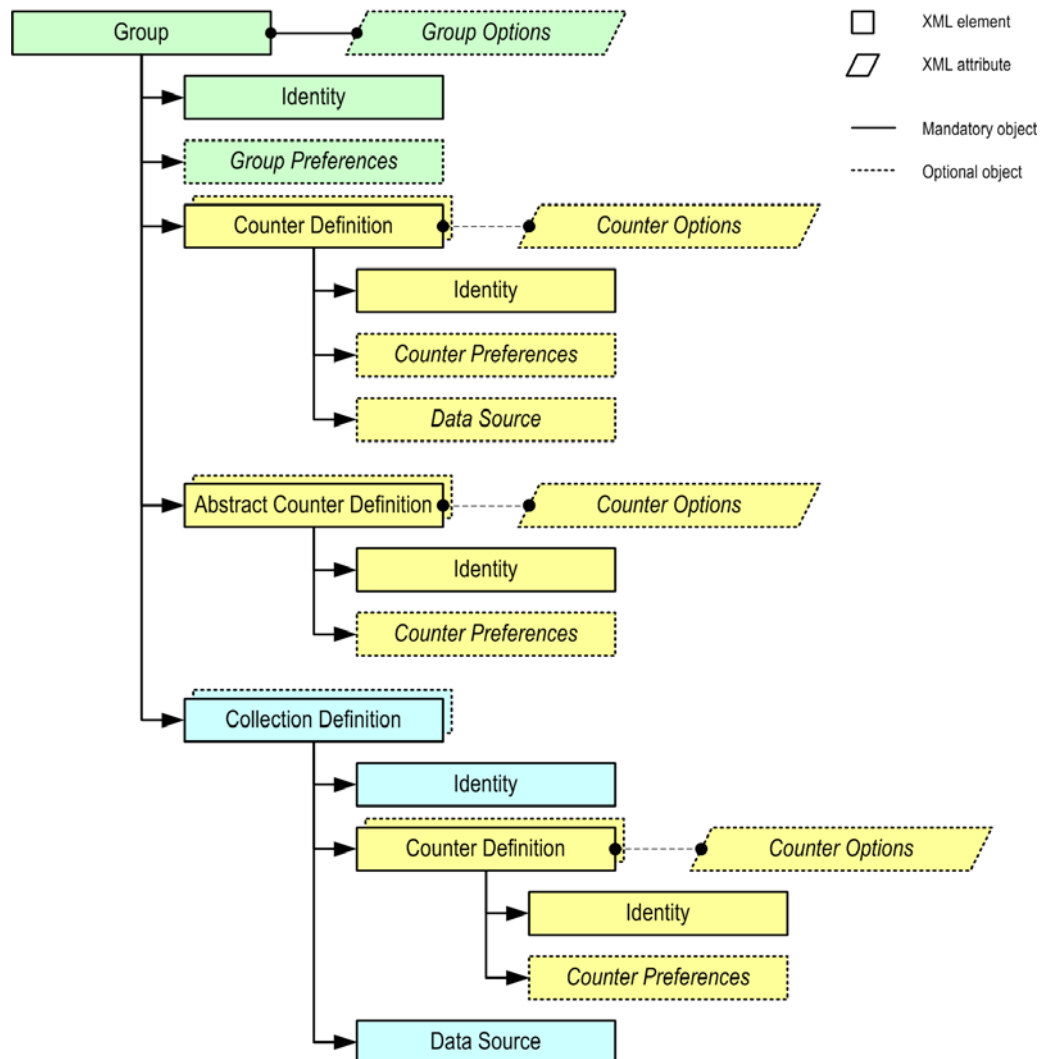 Group
Group Options
XML element
XML attribute
Identity
Mandatory object
Group Preferences
Optional object
Counter Definition
Counter Options
Identity
Counter Preferences
Data Source
Abstract Counter Definition
Counter Options
Identity
Counter Preferences
Collection Definition
Identity
Counter Definition
Counter Options
Identity
Counter Preferences
Data Source